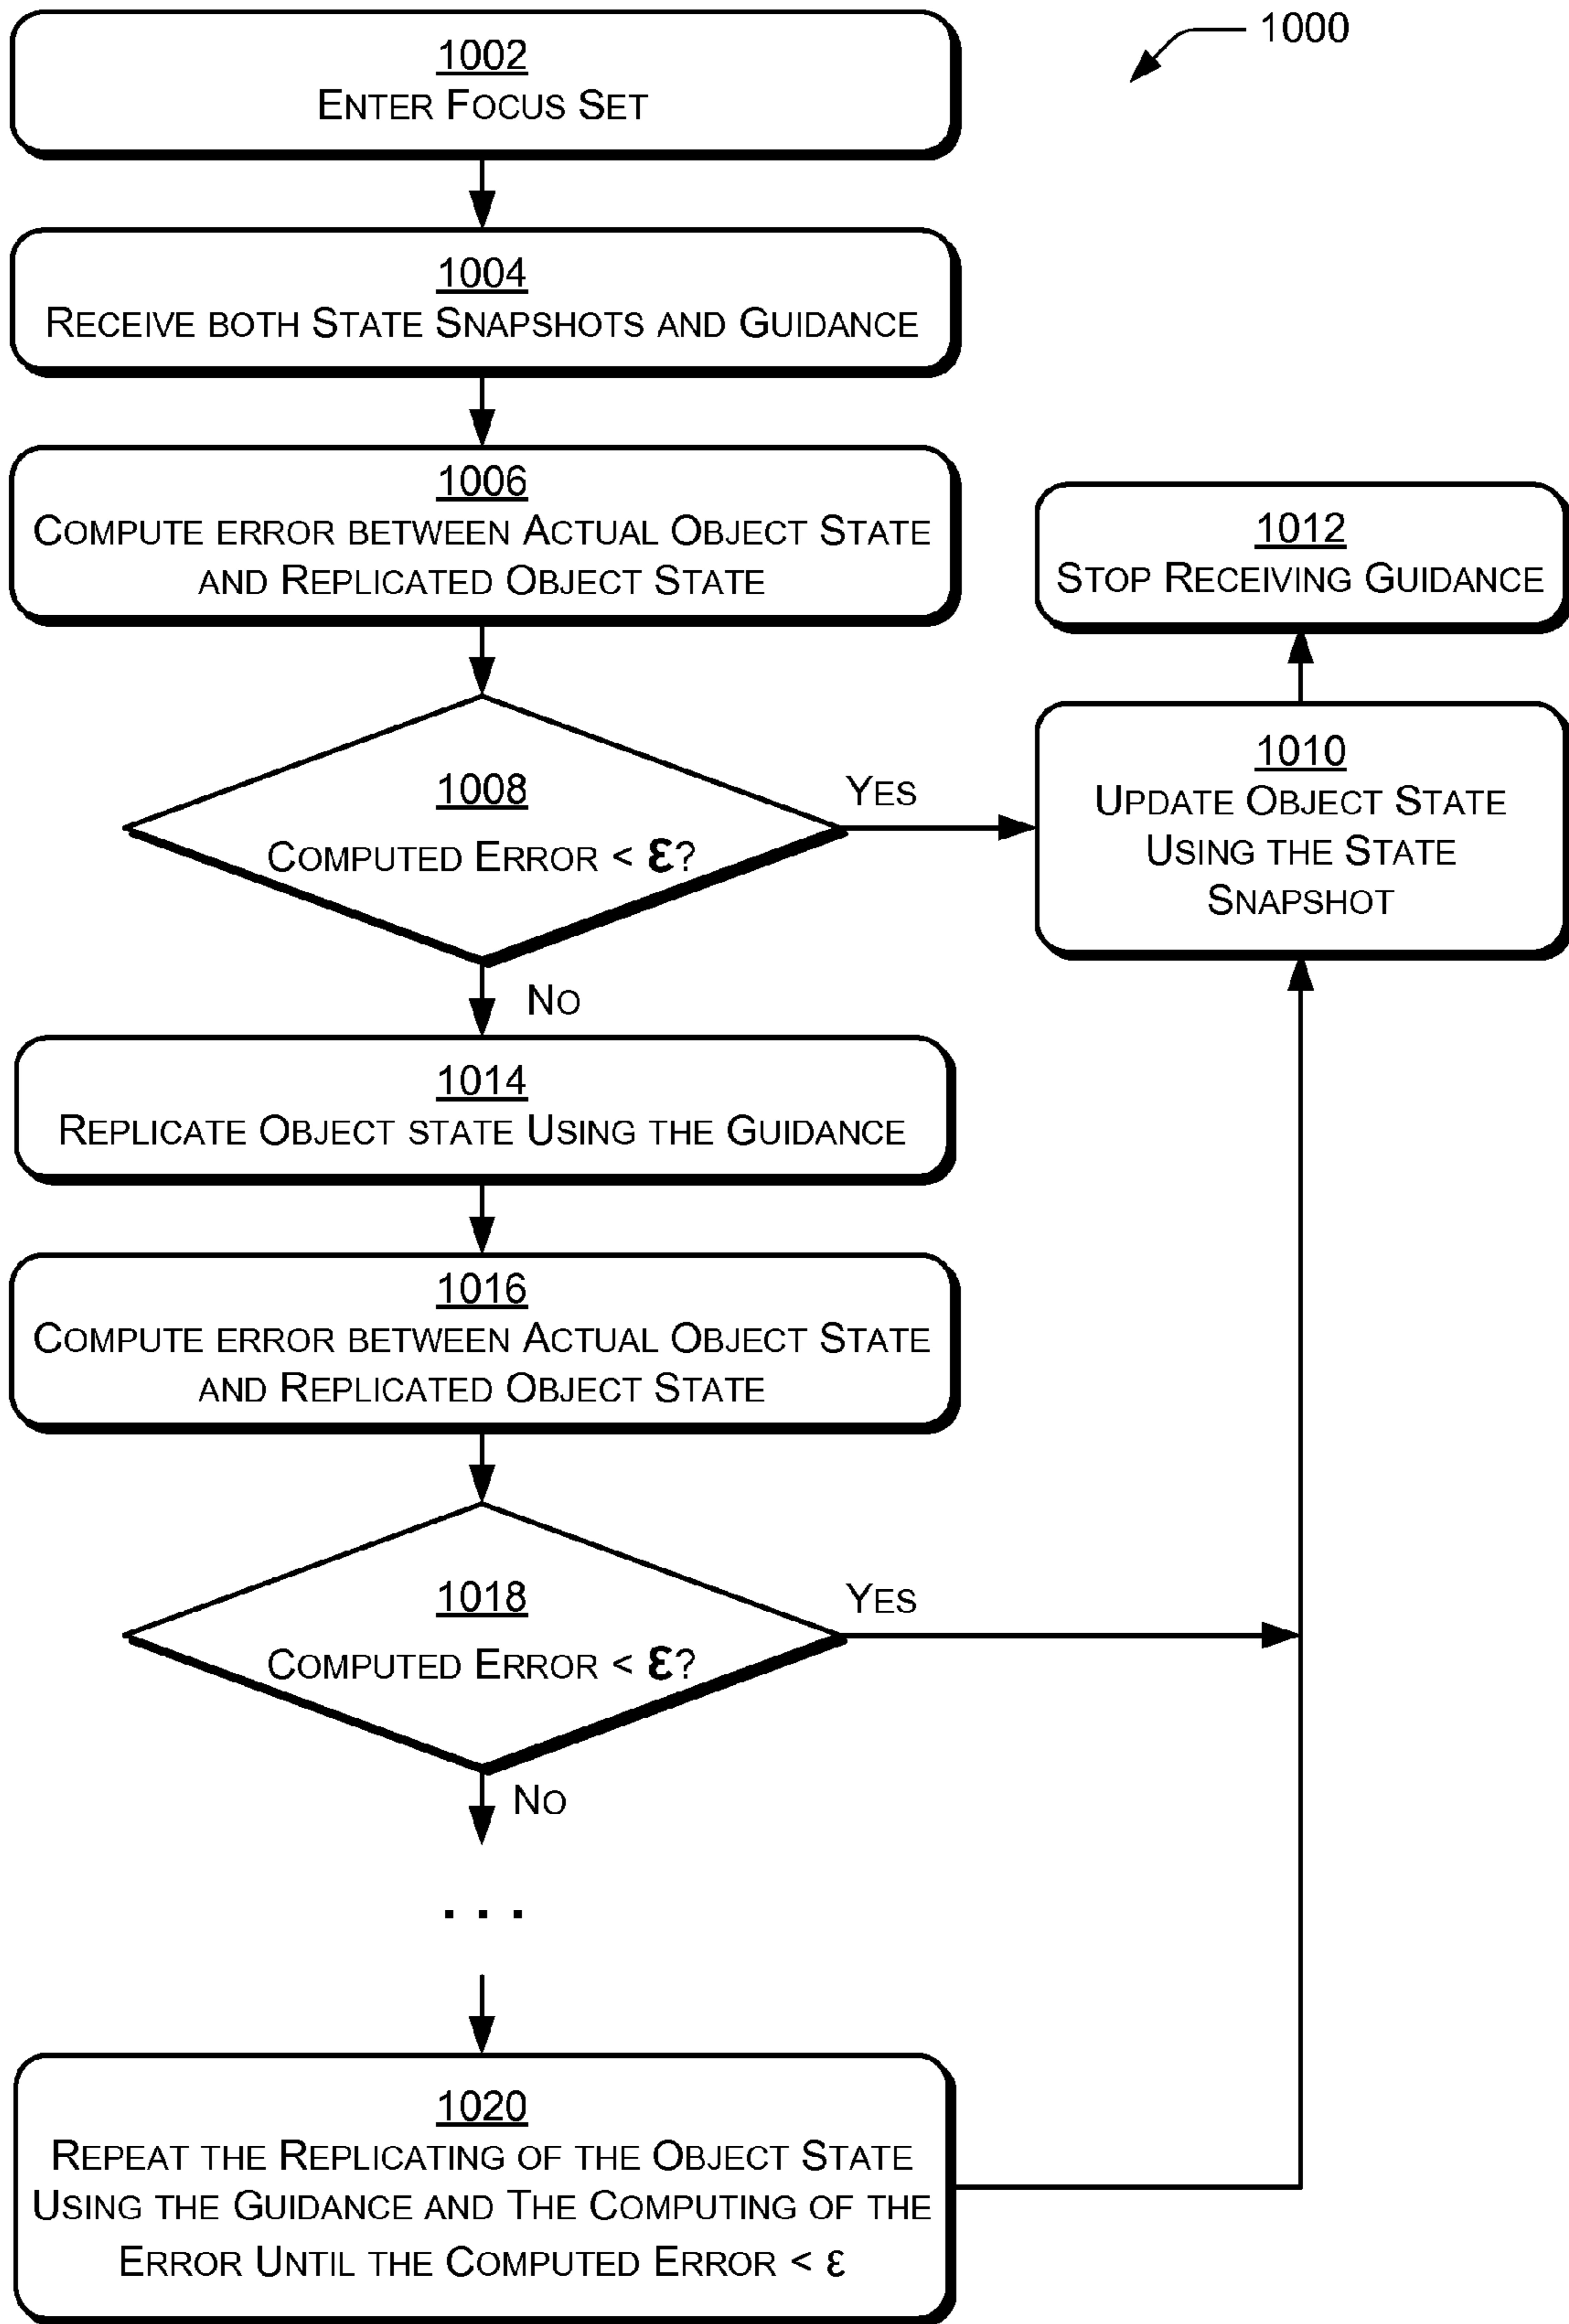 1000
1002
ENTER FOCUS SET
1004
RECEIVE BOTH STATE SNAPSHOTS AND GUIDANCE
1006
COMPUTE ERROR BETWEEN ACTUAL OBJECT STATE
AND REPLICATED OBJECT STATE
1008
COMPUTED ERROR < ε?
YES
NO
1012
STOP RECEIVING GUIDANCE
1010
UPDATE OBJECT STATE
USING THE STATE
SNAPSHOT
1014
REPLICATE OBJECT STATE USING THE GUIDANCE
1016
COMPUTE ERROR BETWEEN ACTUAL OBJECT STATE
AND REPLICATED OBJECT STATE
1018
COMPUTED ERROR < ε?
YES
NO
. . .
1020
REPEAT THE REPLICATING OF THE OBJECT STATE
USING THE GUIDANCE AND THE COMPUTING OF THE
ERROR UNTIL THE COMPUTED ERROR < ε